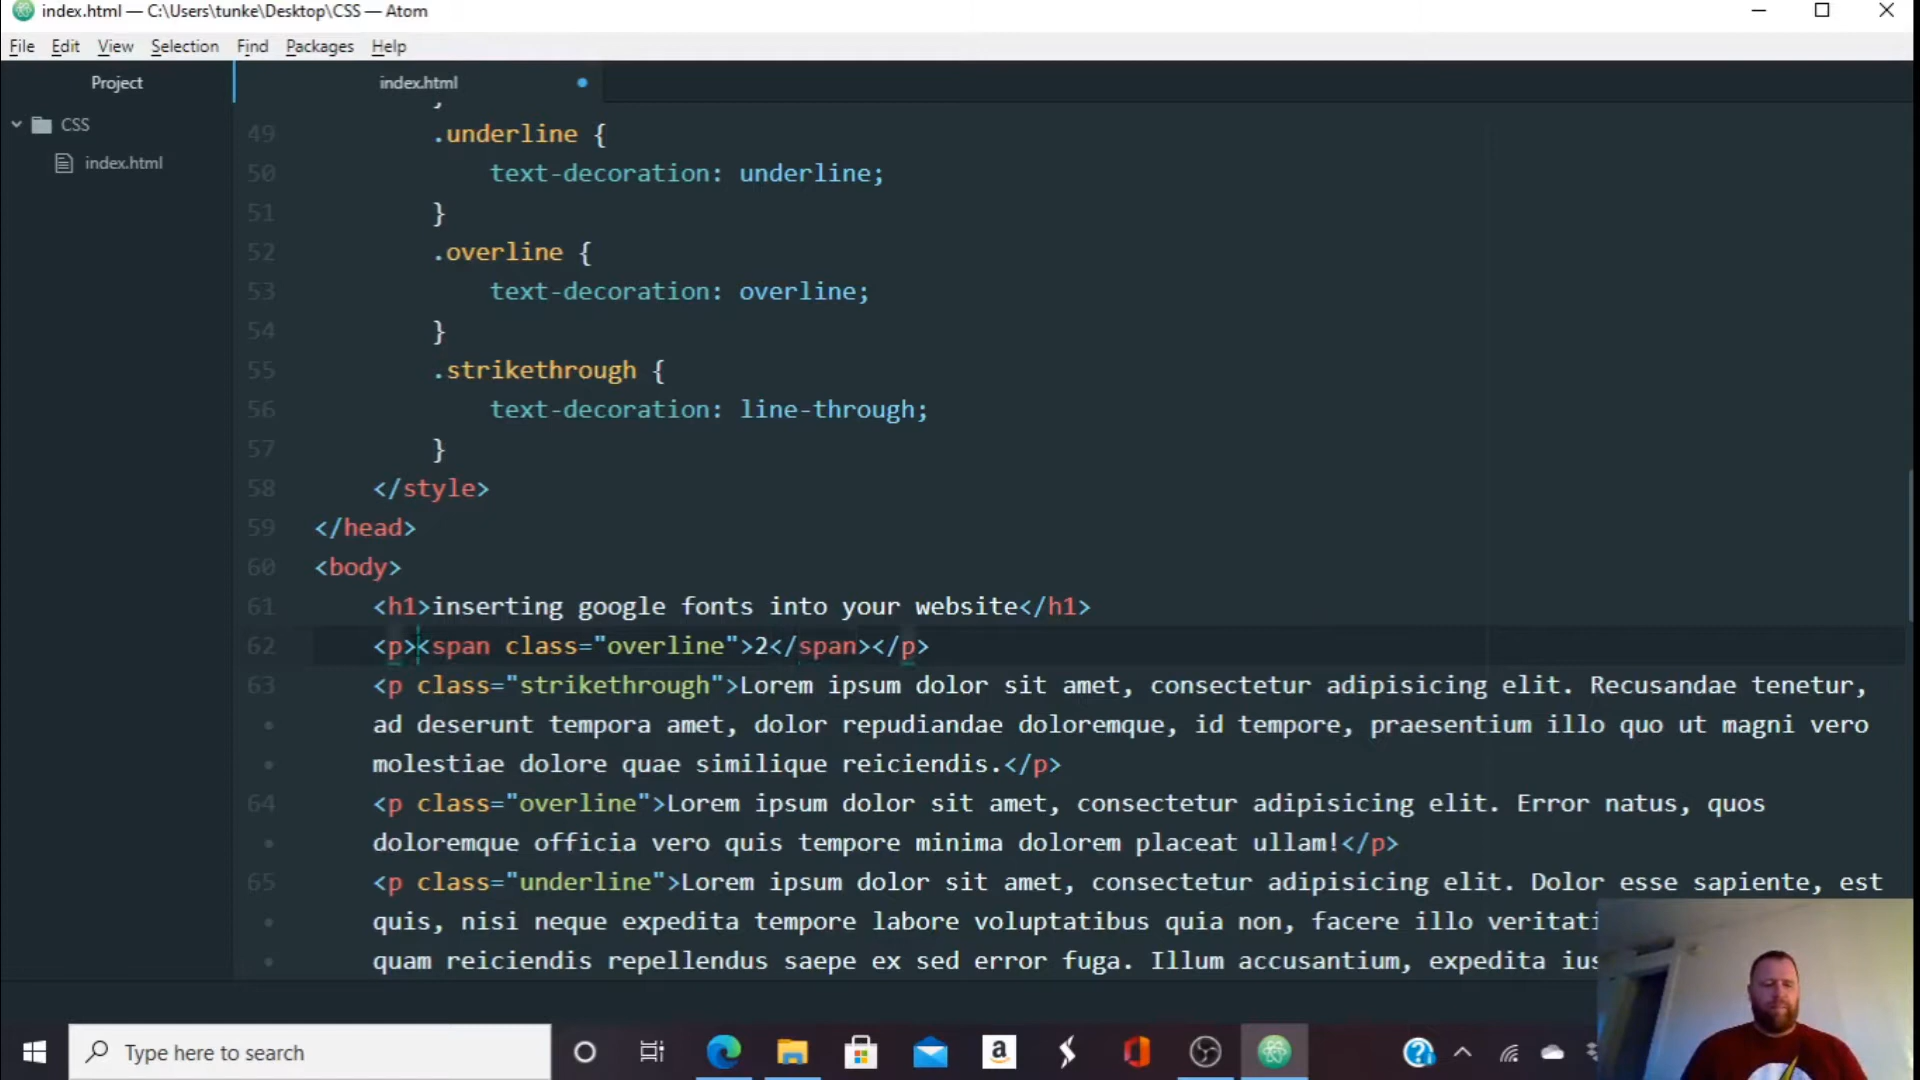 index.html — C:\Users\tunke\Desktop\CSS — Atom
File Edit View Selection Find Packages Help
Project
index.html
CSS
index.html
49 .underline {
50 text-decoration: underline;
51 }
52 .overline {
53 text-decoration: overline;
54 }
55 .strikethrough {
56 text-decoration: line-through;
57 }
58 </style>
59 </head>
60 <body>
61 <h1>inserting google fonts into your website</h1>
62 <p><span class="overline">2</span></p>
63 <p class="strikethrough">Lorem ipsum dolor sit amet, consectetur adipisicing elit. Recusandae tenetur,
ad deserunt tempora amet, dolor repudiandae doloremque, id tempore, praesentium illo quo ut magni vero
molestiae dolore quae similique reiciendis.</p>
64 <p class="overline">Lorem ipsum dolor sit amet, consectetur adipisicing elit. Error natus, quos
doloremque officia vero quis tempore minima dolorem placeat ullam!</p>
65 <p class="underline">Lorem ipsum dolor sit amet, consectetur adipisicing elit. Dolor esse sapiente, est
quis, nisi neque expedita tempore labore voluptatibus quia non, facere illo veritati
quam reiciendis repellendus saepe ex sed error fuga. Illum accusantium, expedita ius
Type here to search